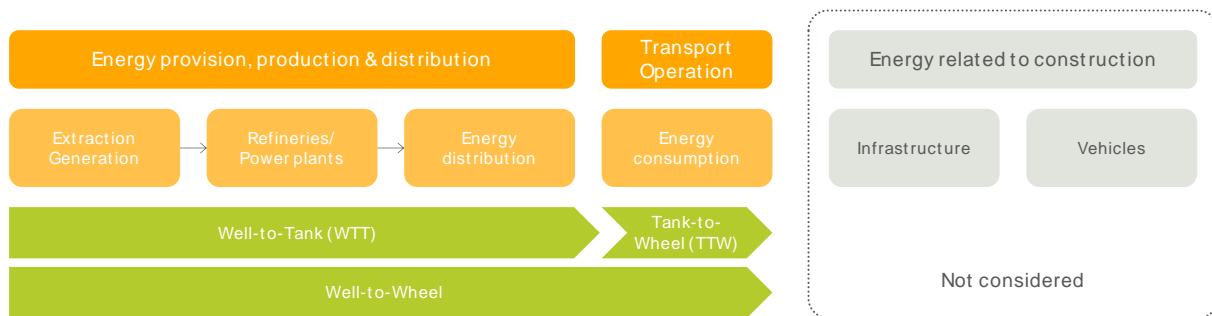 Energy provision, production & distribution
Transport
Operation
Energy related to construction
Extraction
Generation
Refineries/
Power plants
Energy
distribution
Energy
consumption
Infrastructure
Vehicles
Well-to-Tank (WTT)
Tank-to-
Wheel (TTW)
Well-to-Wheel
Not considered